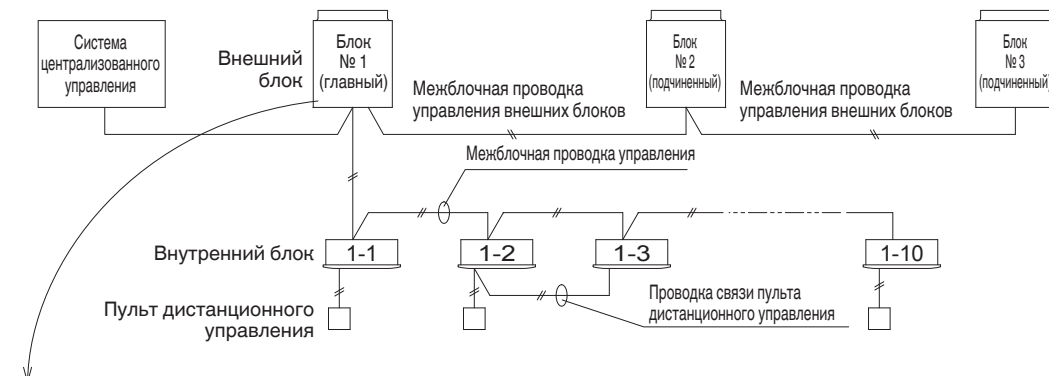 Система
централизованного
управления
Внешний
блок
Блок
№ 1
(главный)
Межблочная проводка
управления внешних блоков
Блок
№ 2
(подчиненный)
Межблочная проводка
управления внешних блоков
Блок
№ 3
(подчиненный)
Межблочная проводка управления
Внутренний блок
1-1
1-2
1-3
1-10
Пульт дистанционного
управления
Проводка связи пульта
дистанционного управления